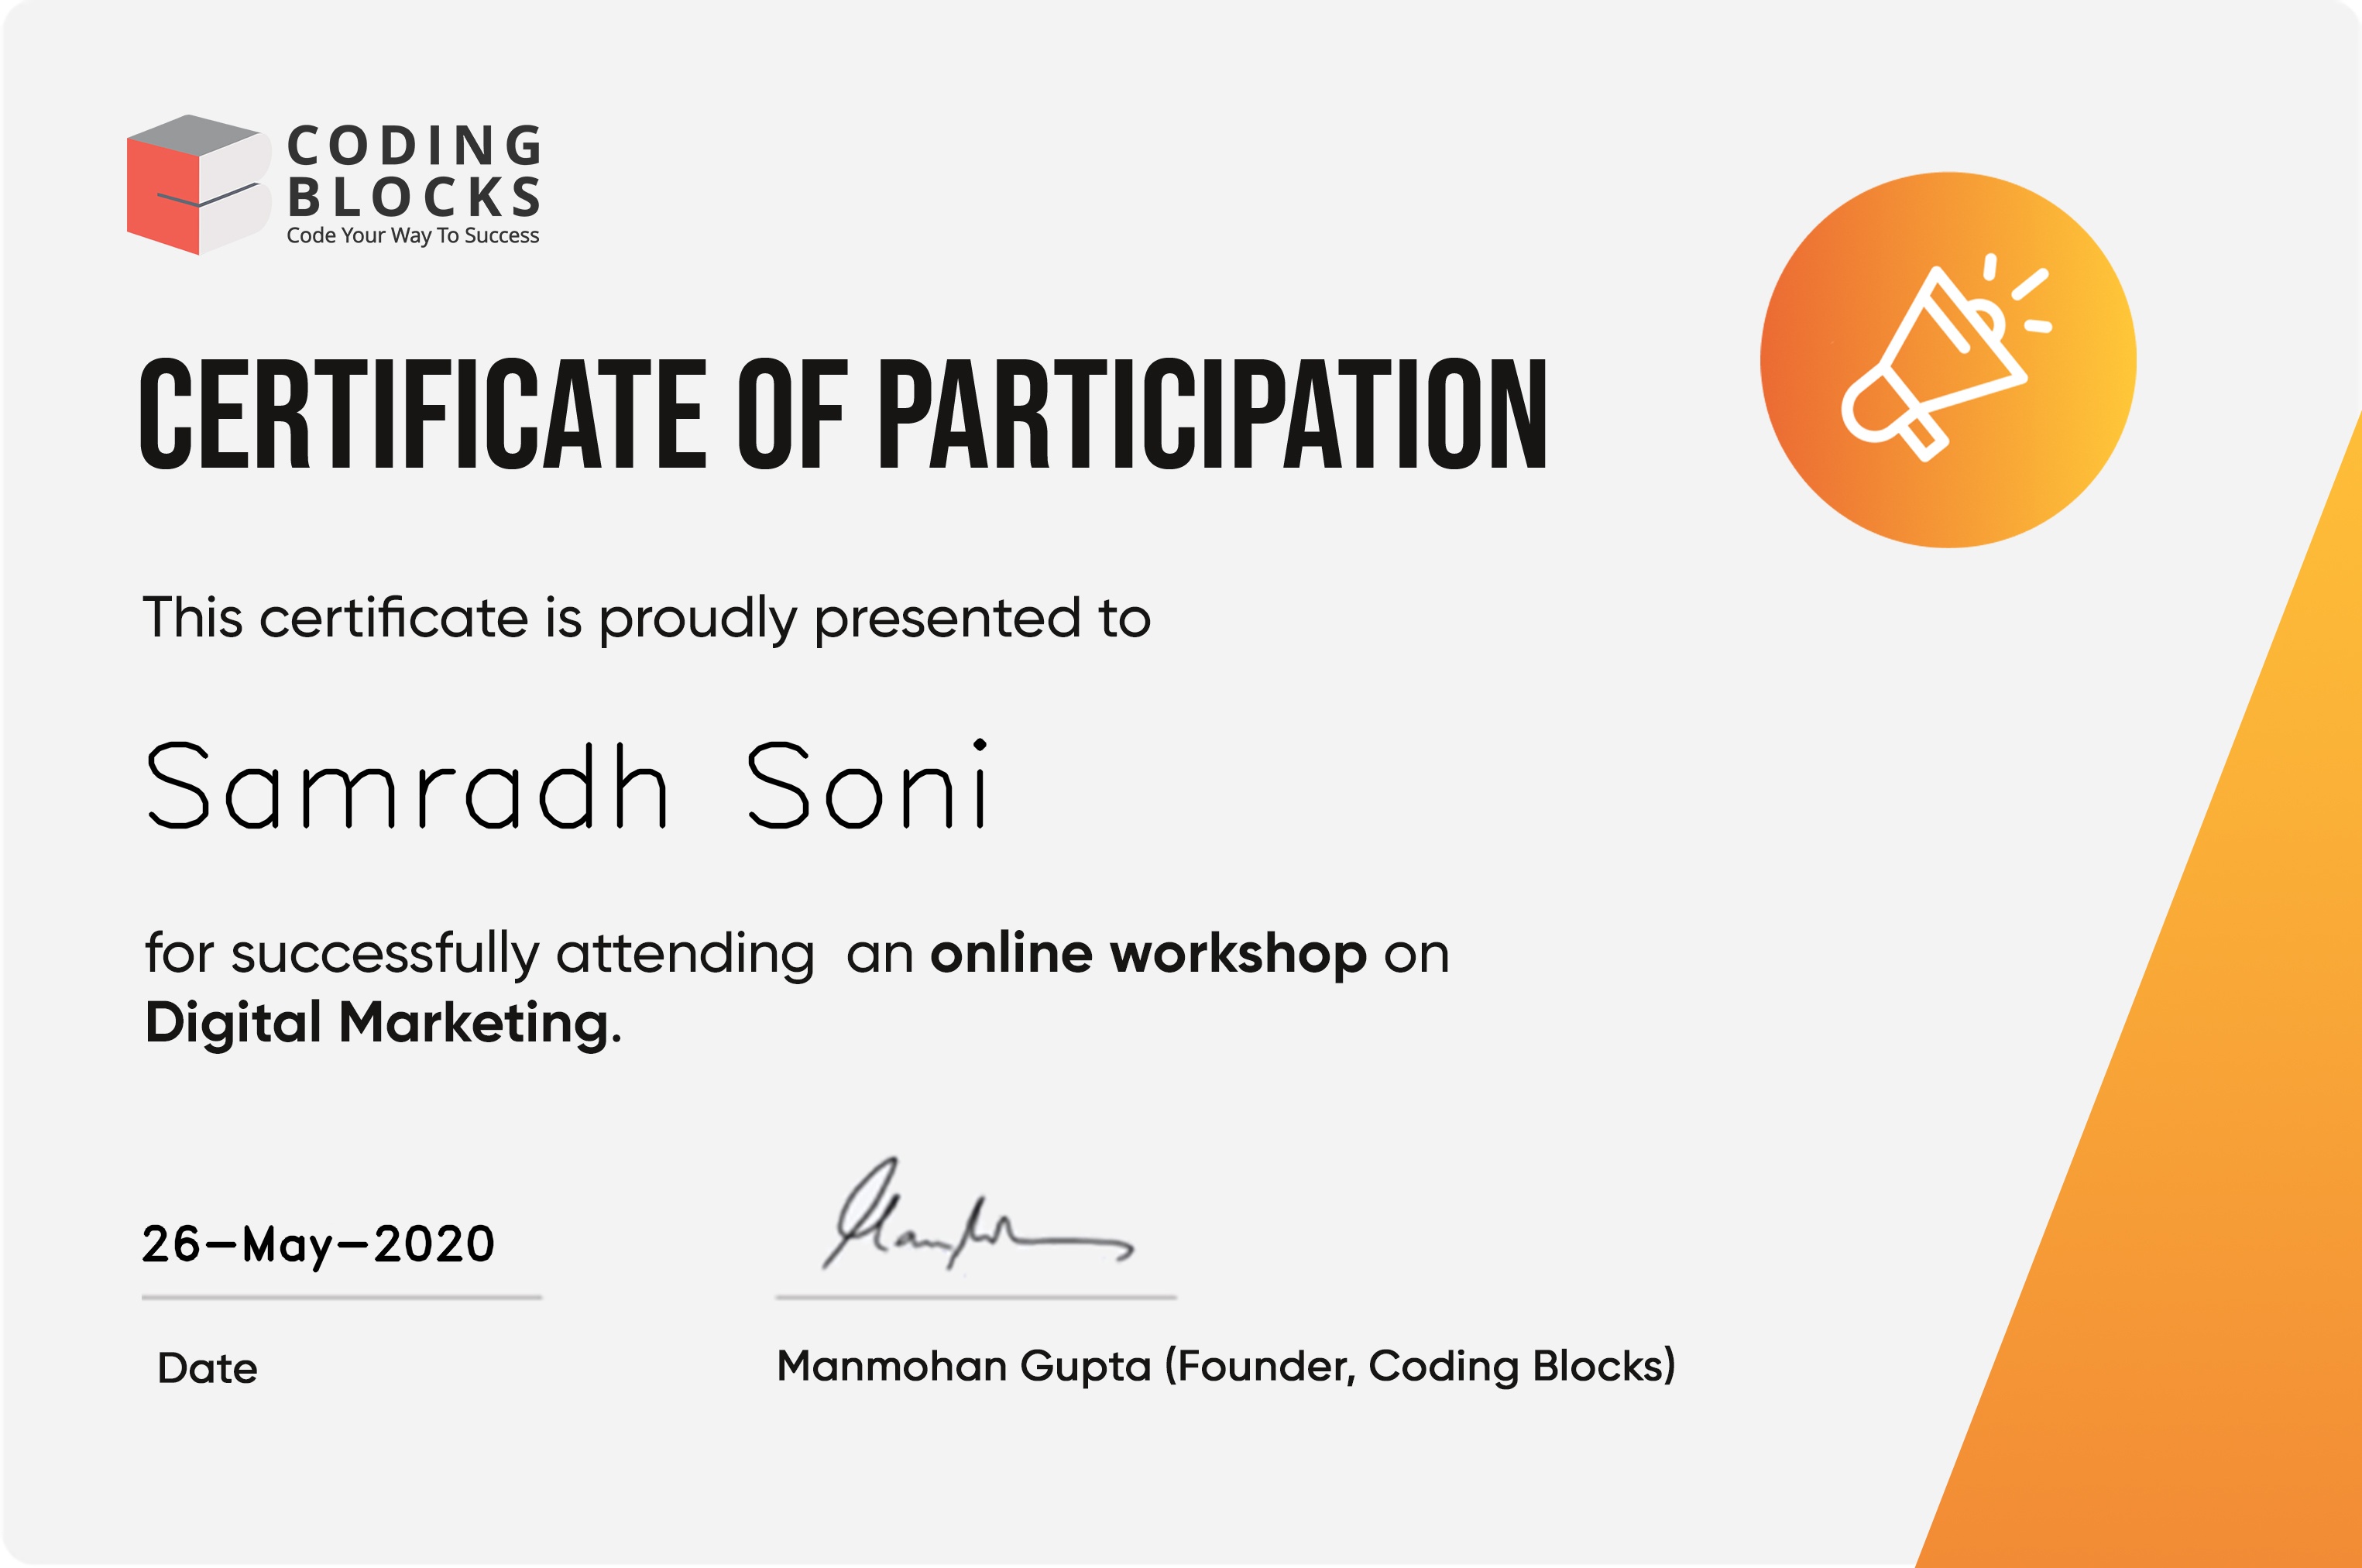 CODING
BLOCKS
Code Your Way To Success
CERTIFICATE OF PARTICIPATION
This certificate is proudly presented to
Samradh Soni
for successfully attending an online workshop on
Digital Marketing.
26-May-2020
Date
Manmohan Gupta (Founder, Coding Blocks)